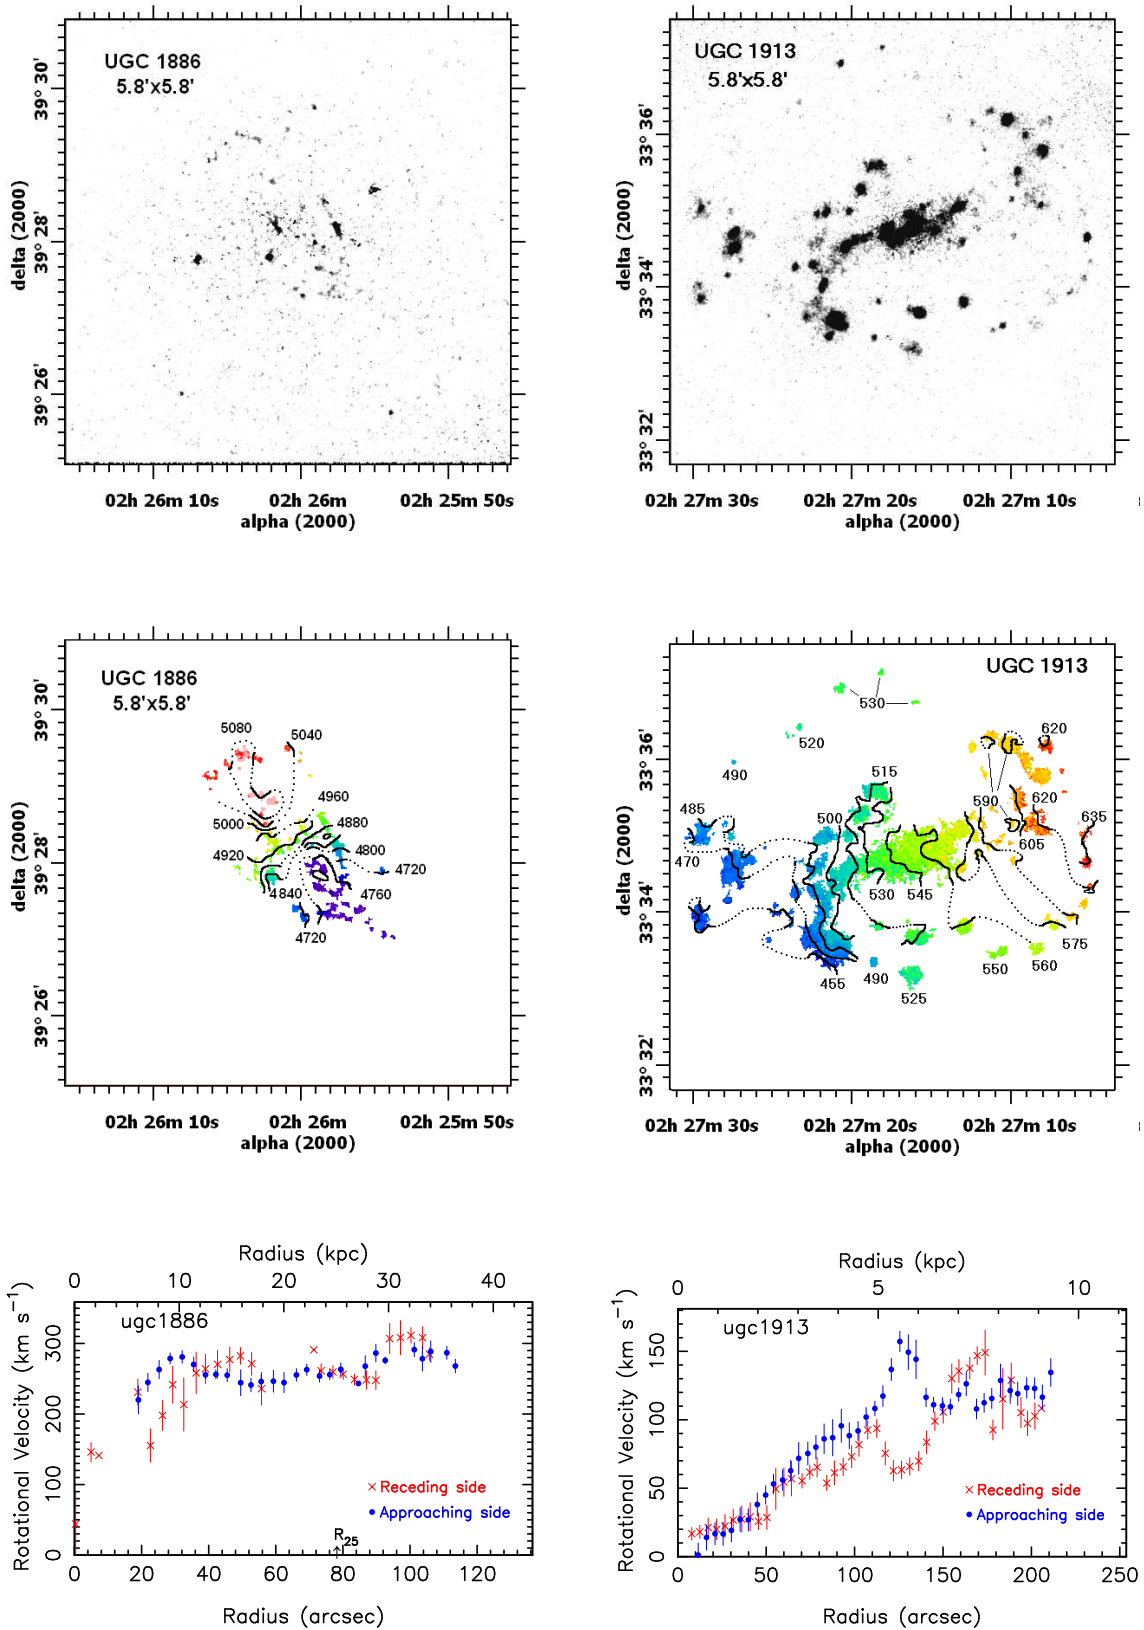 UGC 1886
5.8'x5.8'
39° 30'
39° 28'
39° 26'
delta (2000)
02h 26m 10s 02h 26m 02h 25m 50s
alpha (2000)
UGC 1913
5.8'x5.8'
33° 36'
33° 34'
33° 32'
delta (2000)
02h 27m 30s 02h 27m 20s 02h 27m 10s
alpha (2000)
UGC 1886
5.8'x5.8'
39° 30'
39° 28'
39° 26'
delta (2000)
5080 5040
4960
5000 4880
4920 4800
4720
4840 4760
4720
02h 26m 10s 02h 26m 02h 25m 50s
alpha (2000)
UGC 1913
33° 36'
33° 34'
33° 32'
delta (2000)
530
520 620
490 515
485 500 590 620 635
470 605
530 545
575
455 490 550 560
525
02h 27m 30s 02h 27m 20s 02h 27m 10s
alpha (2000)
Radius (kpc)
0 10 20 30 40
ugc1886
Rotational Velocity (km s⁻¹)
300
200
100
0
Receding side
Approaching side
R25
0 20 40 60 80 100 120
Radius (arcsec)
Radius (kpc)
0 5 10
ugc1913
Rotational Velocity (km s⁻¹)
150
100
50
0
Receding side
Approaching side
0 50 100 150 200 250
Radius (arcsec)